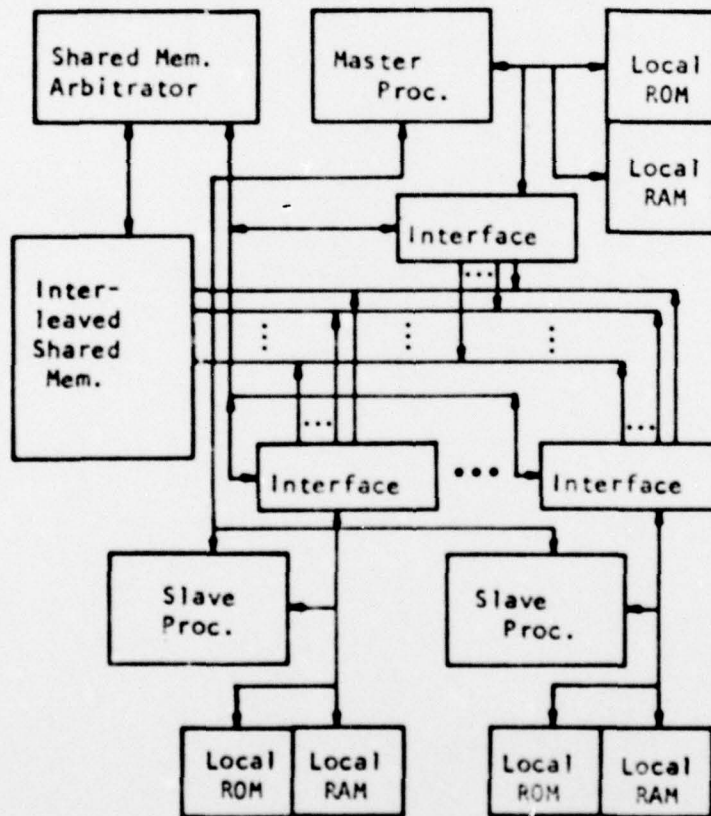 Shared Mem.
Arbitrator
Master
Proc.
Local
ROM
Local
RAM
Interface
Inter-
leaved
Shared
Mem.
Interface
Interface
Slave
Proc.
Slave
Proc.
Local
ROM
Local
RAM
Local
ROM
Local
RAM